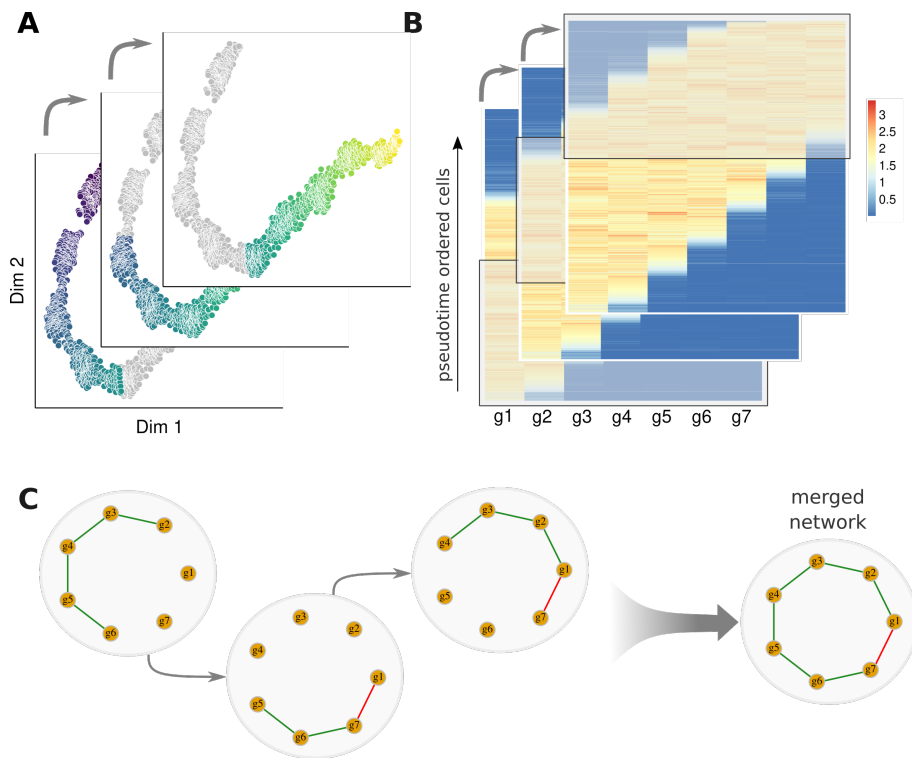 A
Dim 2
Dim 1
B
pseudotime ordered cells
g1 g2 g3 g4 g5 g6 g7
3
2.5
2
1.5
1
0.5
C
g3
g2
g4
g1
g5
g7
g6
g3
g2
g4
g1
g5
g7
g6
g3
g2
g4
g1
g5
g7
g6
merged
network
g3
g2
g4
g1
g5
g7
g6